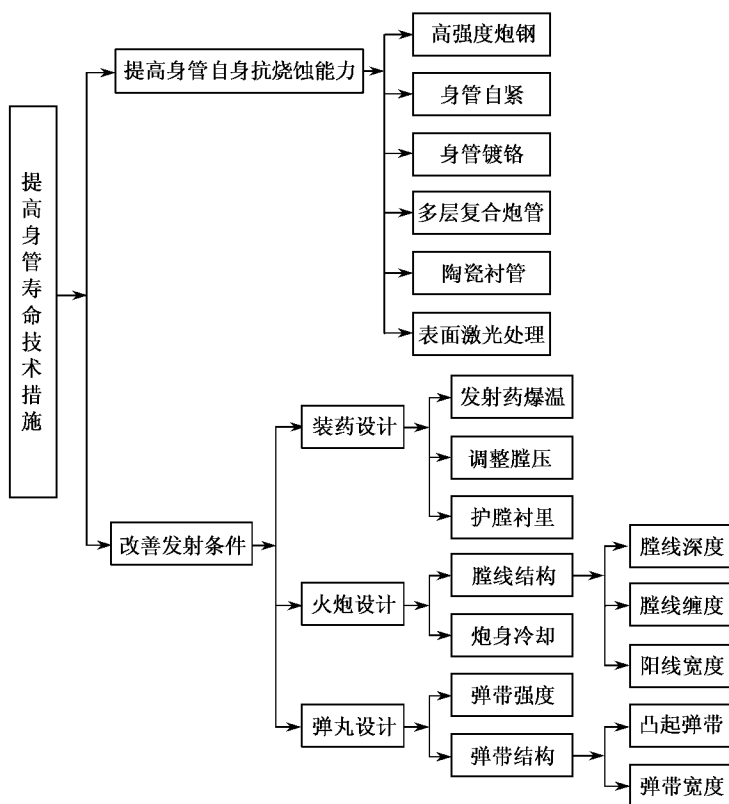 提高身管寿命技术措施
提高身管自身抗烧蚀能力
高强度炮钢
身管自紧
身管镀铬
多层复合炮管
陶瓷衬管
表面激光处理
改善发射条件
装药设计
发射药爆温
调整膛压
护膛衬里
火炮设计
膛线结构
膛线深度
膛线缠度
阳线宽度
炮身冷却
弹丸设计
弹带强度
弹带结构
凸起弹带
弹带宽度